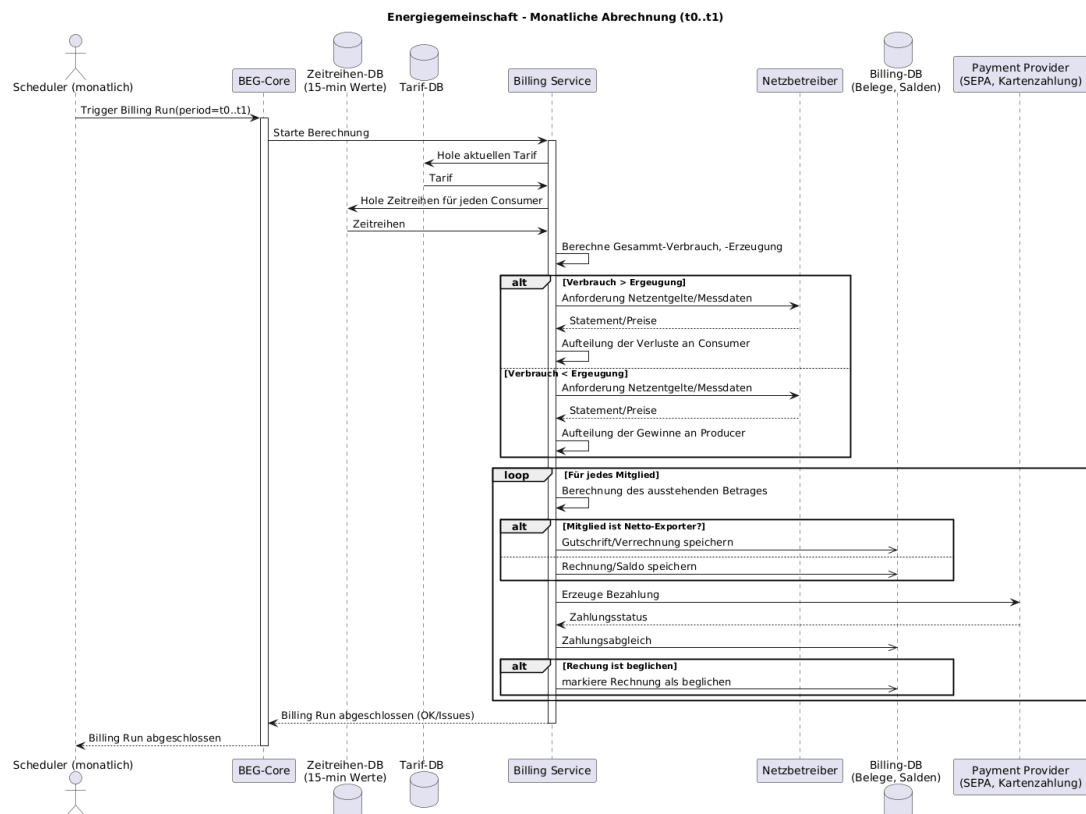 Energiegemeinschaft - Monatliche Abrechnung (t0..t1)
Scheduler (monatlich)
BEG-Core
Zeitreihen-DB
(15-min Werte)
Tarif-DB
Billing Service
Netzbetreiber
Billing-DB
(Belege, Salden)
Payment Provider
(SEPA, Kartenzahlung)
Trigger Billing Run(period=t0..t1)
Starte Berechnung
Hole aktuellen Tarif
Tarif
Hole Zeitreihen für jeden Consumer
Zeitreihen
Berechne Gesammt-Verbrauch, -Erzeugung
alt [Verbrauch > Ergeugung]
Anforderung Netzentgelte/Messdaten
Statement/Preise
Aufteilung der Verluste an Consumer
[Verbrauch < Ergeugung]
Anforderung Netzentgelte/Messdaten
Statement/Preise
Aufteilung der Gewinne an Producer
loop [Für jedes Mitglied]
Berechnung des ausstehenden Betrages
alt [Mitglied ist Netto-Exporter?]
Gutschrift/Verrechnung speichern
Rechnung/Saldo speichern
Erzeuge Bezahlung
Zahlungsstatus
Zahlungsabgleich
alt [Rechung ist beglichen]
markiere Rechnung als beglichen
Billing Run abgeschlossen (OK/Issues)
Billing Run abgeschlossen
Scheduler (monatlich)
BEG-Core
Zeitreihen-DB
(15-min Werte)
Tarif-DB
Billing Service
Netzbetreiber
Billing-DB
(Belege, Salden)
Payment Provider
(SEPA, Kartenzahlung)